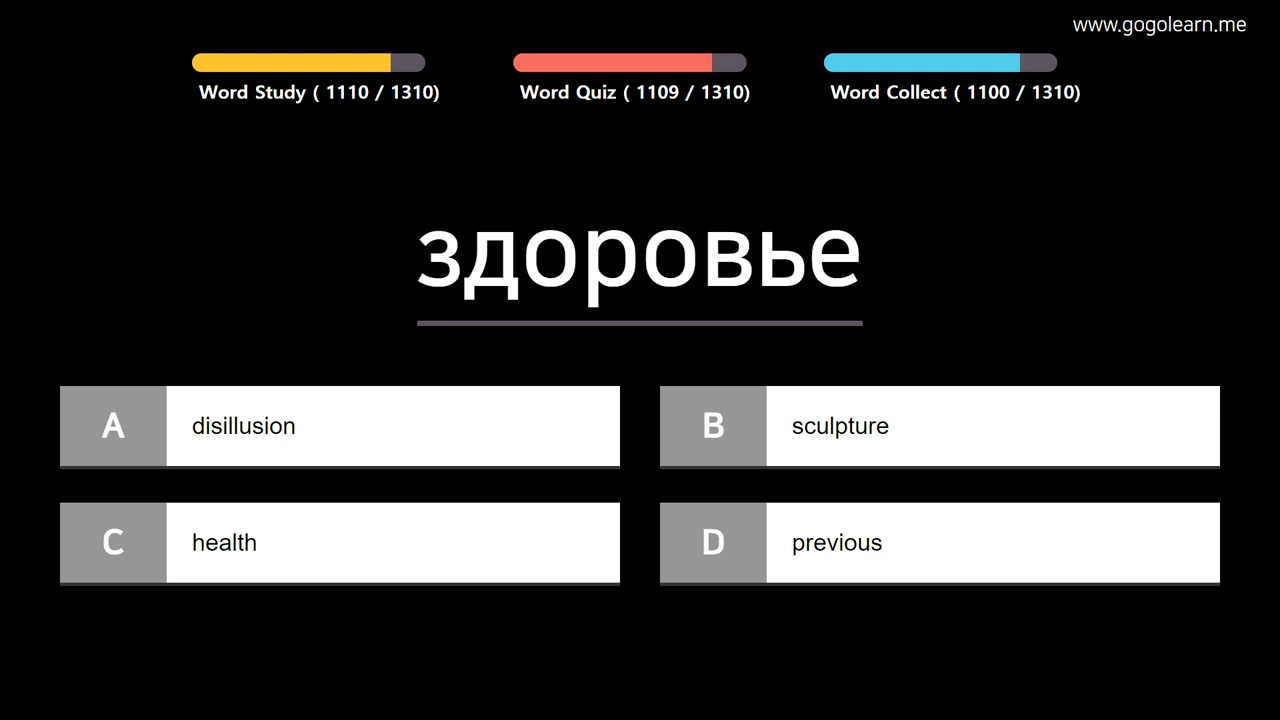 www.gogolearn.me
Word Study ( 1110 / 1310)
Word Quiz ( 1109 / 1310)
Word Collect ( 1100 / 1310)
здоровье
A disillusion
B sculpture
C health
D previous